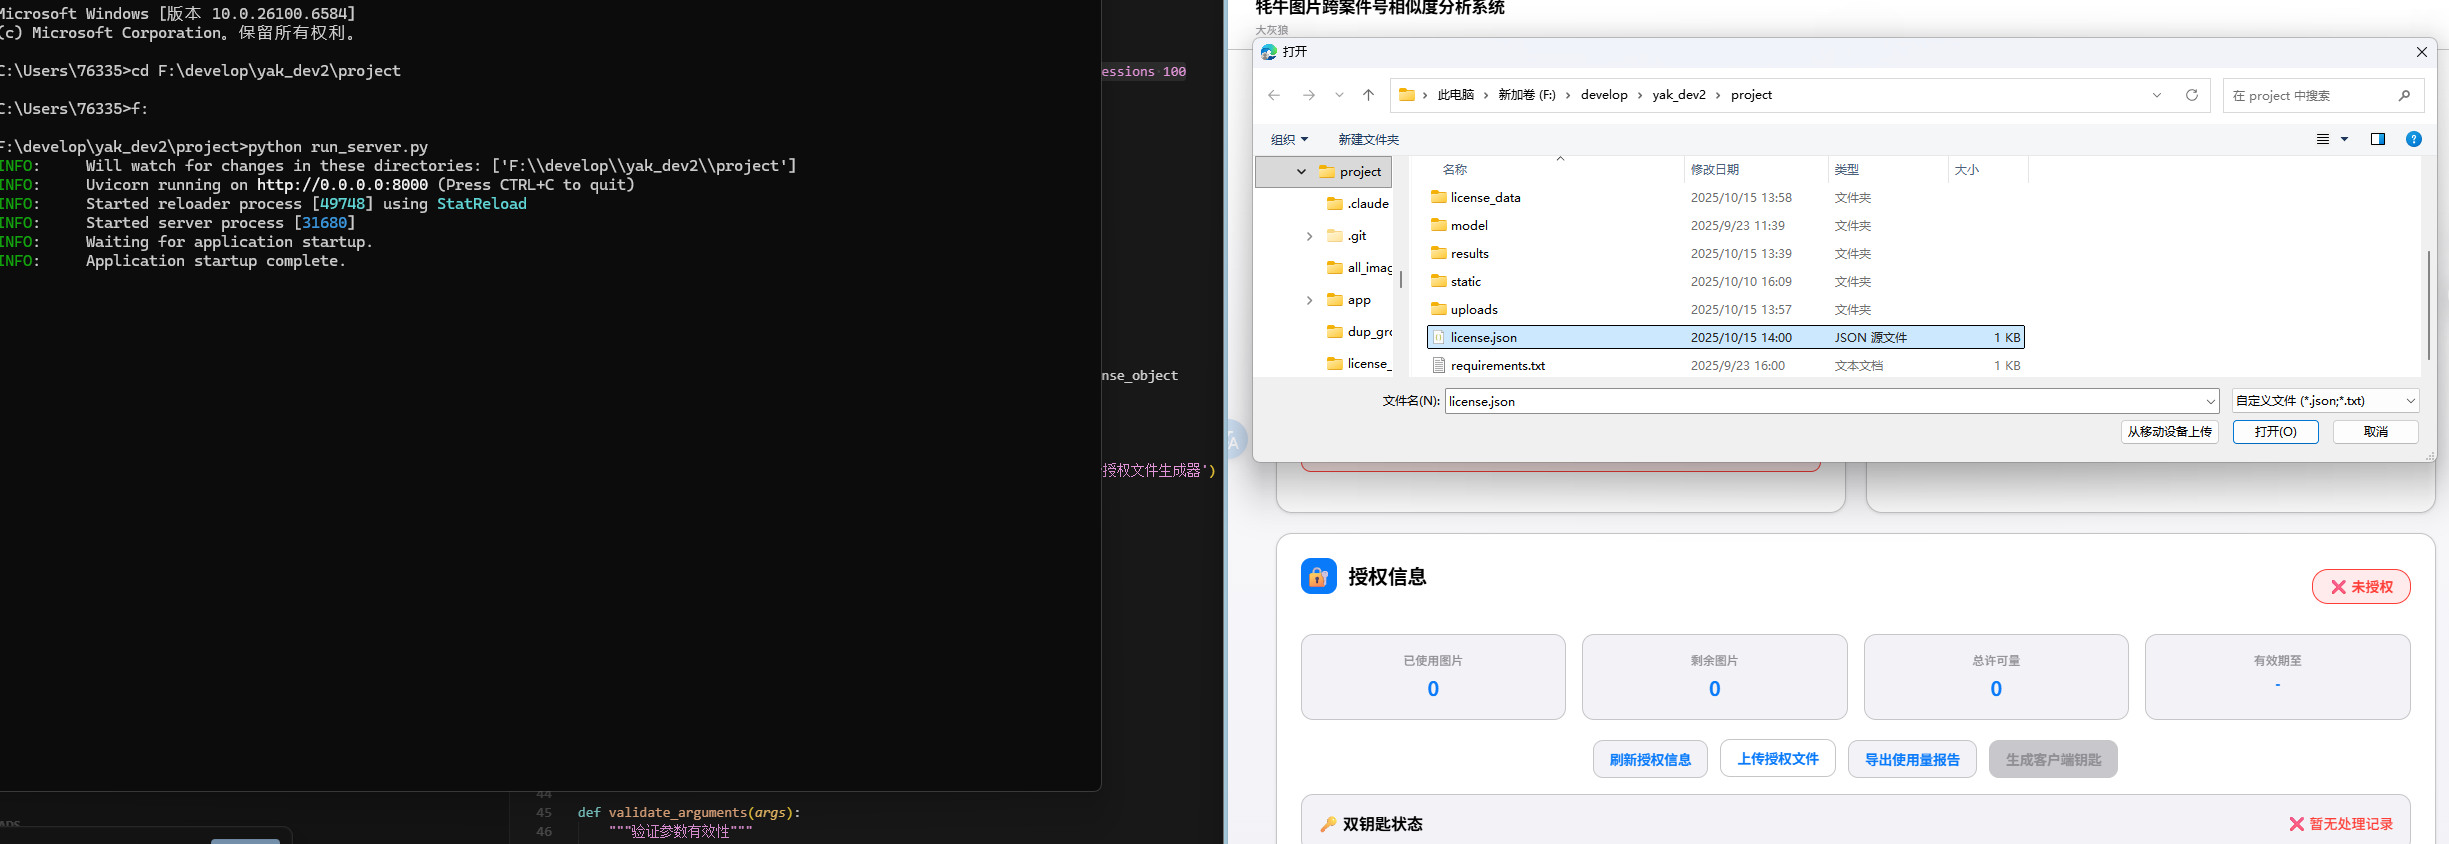 Microsoft Windows [版本 10.0.26100.6584]
(c) Microsoft Corporation。保留所有权利。
C:\Users\76335>cd F:\develop\yak_dev2\project
C:\Users\76335>f:
F:\develop\yak_dev2\project>python run_server.py
INFO:     Will watch for changes in these directories: ['F:\\develop\\yak_dev2\\project']
INFO:     Uvicorn running on http://0.0.0.0:8000 (Press CTRL+C to quit)
INFO:     Started reloader process [49748] using StatReload
INFO:     Started server process [31680]
INFO:     Waiting for application startup.
INFO:     Application startup complete.
essions 100
nse_object
授权文件生成器')
44
45 def validate_arguments(args):
46 """验证参数有效性"""
牦牛图片跨案件号相似度分析系统
大灰狼
打开
此电脑 › 新加卷 (F:) › develop › yak_dev2 › project
在 project 中搜索
组织 新建文件夹
project
.claude
.git
all_imag
app
dup_gro
license_
名称 修改日期 类型 大小
license_data 2025/10/15 13:58 文件夹
model 2025/9/23 11:39 文件夹
results 2025/10/15 13:39 文件夹
static 2025/10/10 16:09 文件夹
uploads 2025/10/15 13:57 文件夹
license.json 2025/10/15 14:00 JSON 源文件 1 KB
requirements.txt 2025/9/23 16:00 文本文档 1 KB
文件名(N): license.json 自定义文件 (*.json;*.txt)
从移动设备上传 打开(O) 取消
授权信息
❌ 未授权
已使用图片 剩余图片 总许可量 有效期至
0 0 0 -
刷新授权信息 上传授权文件 导出使用量报告 生成客户端钥匙
🔑 双钥匙状态 ❌ 暂无处理记录